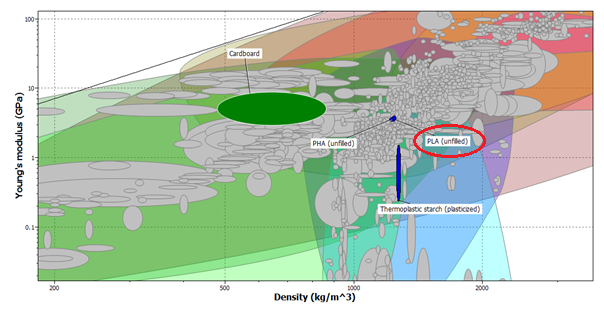 100
Cardboard
10
Young's modulus (GPa)
PHA (unfilled)
PLA (unfilled)
1
Thermoplastic starch (plasticized)
0.1
200
500
1000
2000
Density (kg/m^3)